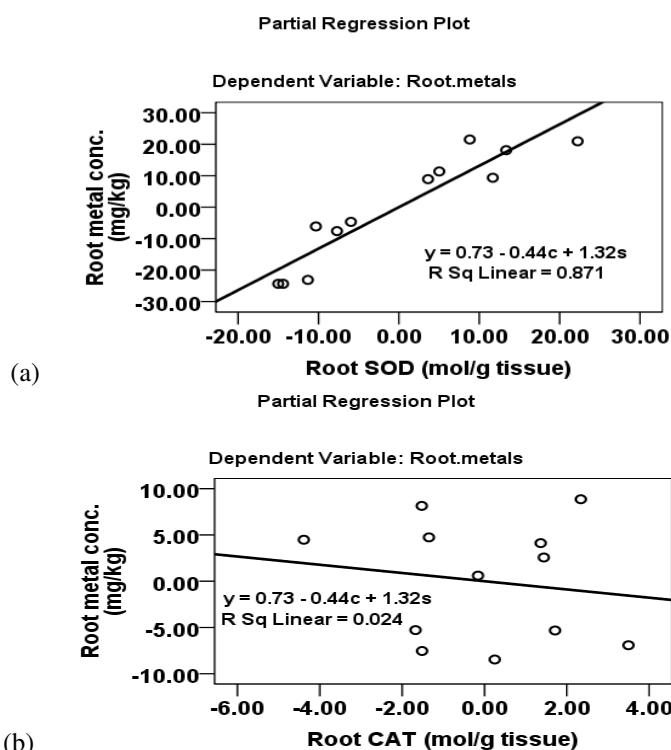 Partial Regression Plot
Dependent Variable: Root.metals
Root metal conc.
(mg/kg)
30.00
20.00
10.00
0.00
-10.00
-20.00
-30.00
y = 0.73 - 0.44c + 1.32s
R Sq Linear = 0.871
-20.00 -10.00 0.00 10.00 20.00 30.00
Root SOD (mol/g tissue)
(a)
Partial Regression Plot
Dependent Variable: Root.metals
Root metal conc.
(mg/kg)
10.00
5.00
0.00
-5.00
-10.00
y = 0.73 - 0.44c + 1.32s
R Sq Linear = 0.024
-6.00 -4.00 -2.00 0.00 2.00 4.00
Root CAT (mol/g tissue)
(b)